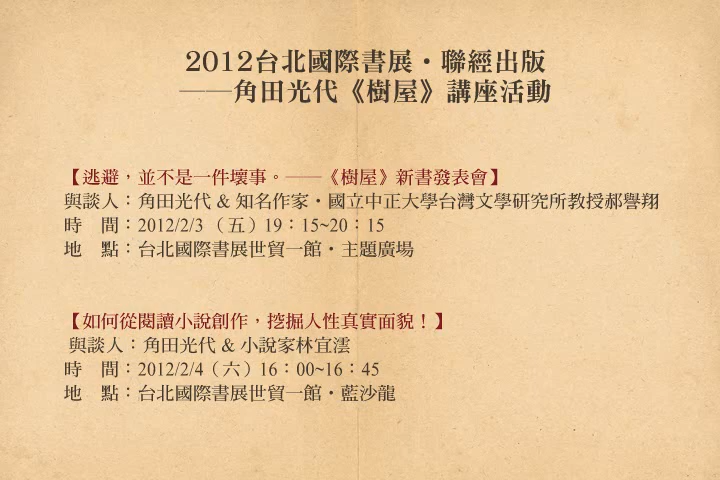 2012台北國際書展・聯經出版
——角田光代《樹屋》講座活動
【逃避，並不是一件壞事。——《樹屋》新書發表會】
與談人：角田光代 & 知名作家・國立中正大學台灣文學研究所教授郝譽翔
時　間：2012/2/3 （五）19：15~20：15
地　點：台北國際書展世貿一館・主題廣場
【如何從閱讀小說創作，挖掘人性真實面貌！】
與談人：角田光代 & 小說家林宜澐
時　間：2012/2/4（六）16：00~16：45
地　點：台北國際書展世貿一館・藍沙龍